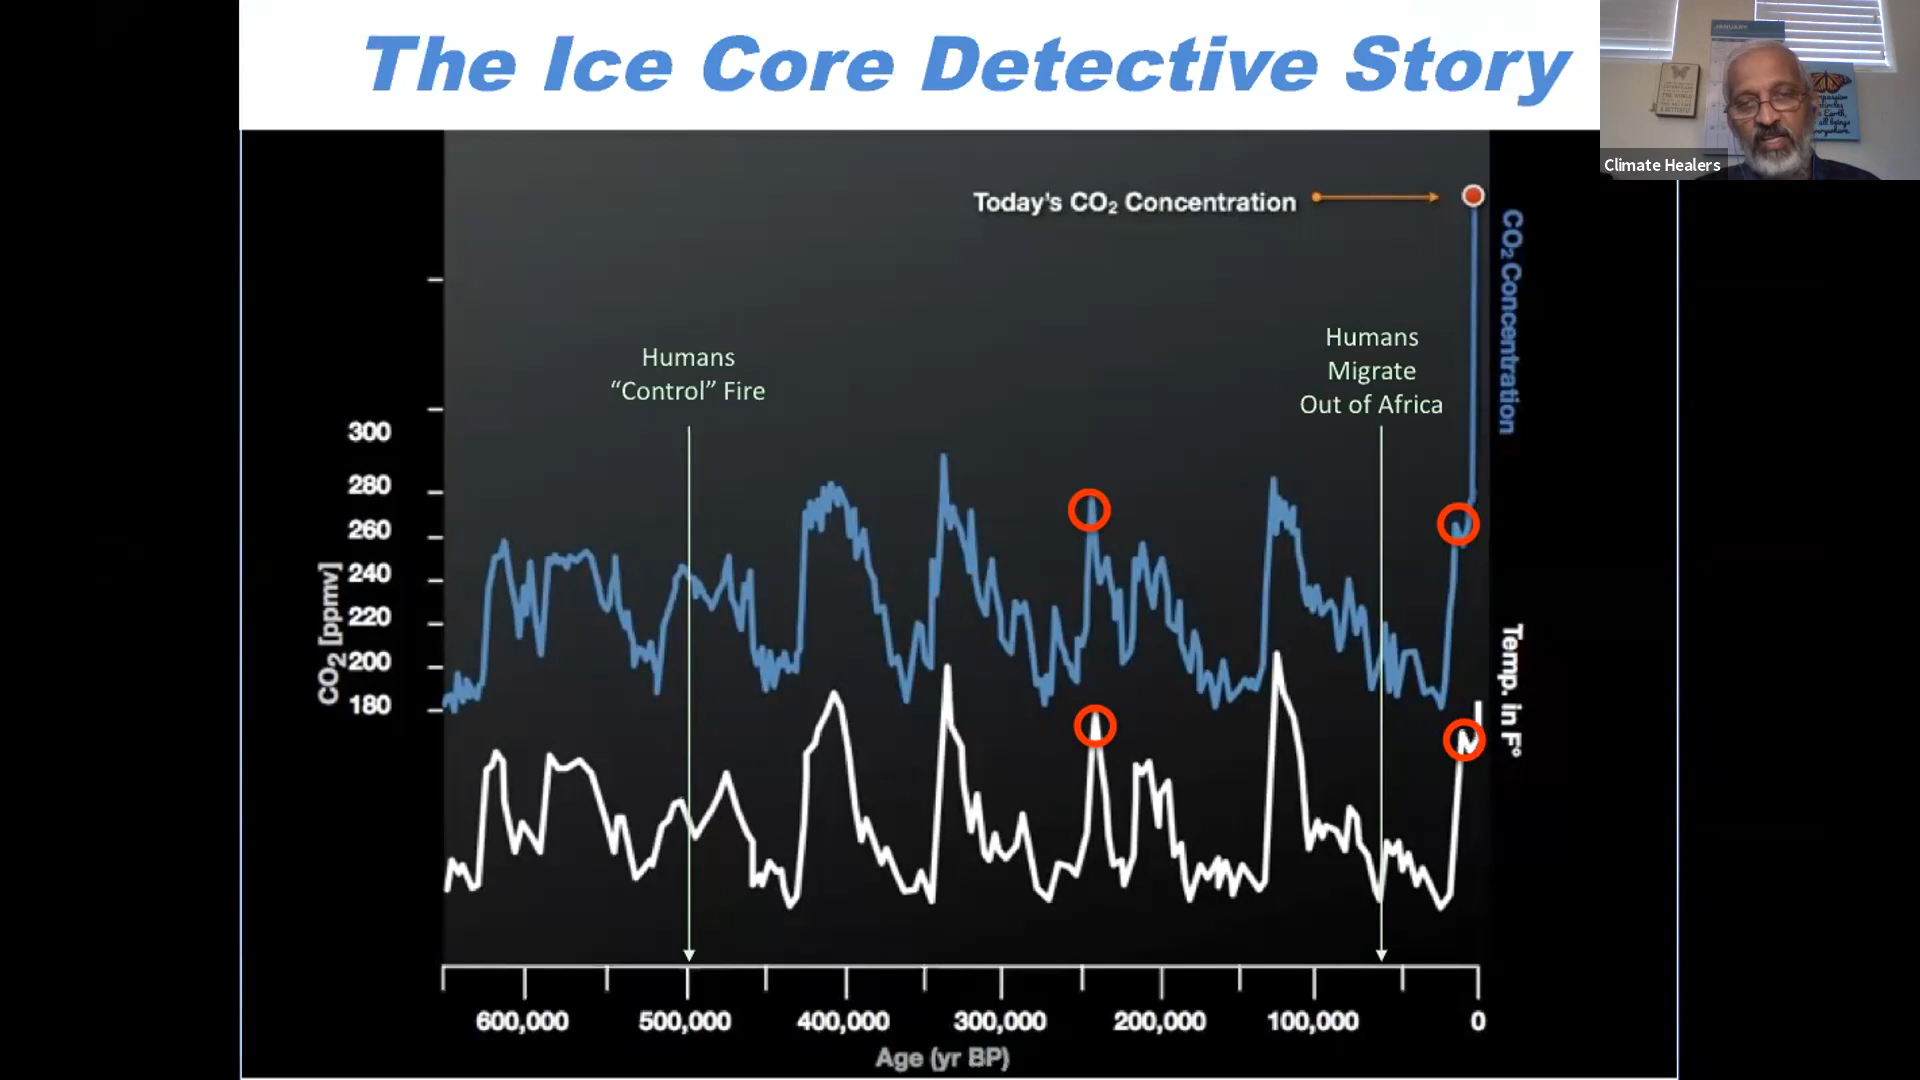 The Ice Core Detective Story
JANUARY
Climate Healers
Today's CO₂ Concentration
CO₂ Concentration
Humans
"Control" Fire
Humans
Migrate
Out of Africa
300
280
260
240
220
200
180
CO₂ [ppmv]
Temp. in F°
600,000
500,000
400,000
300,000
200,000
100,000
0
Age (yr BP)